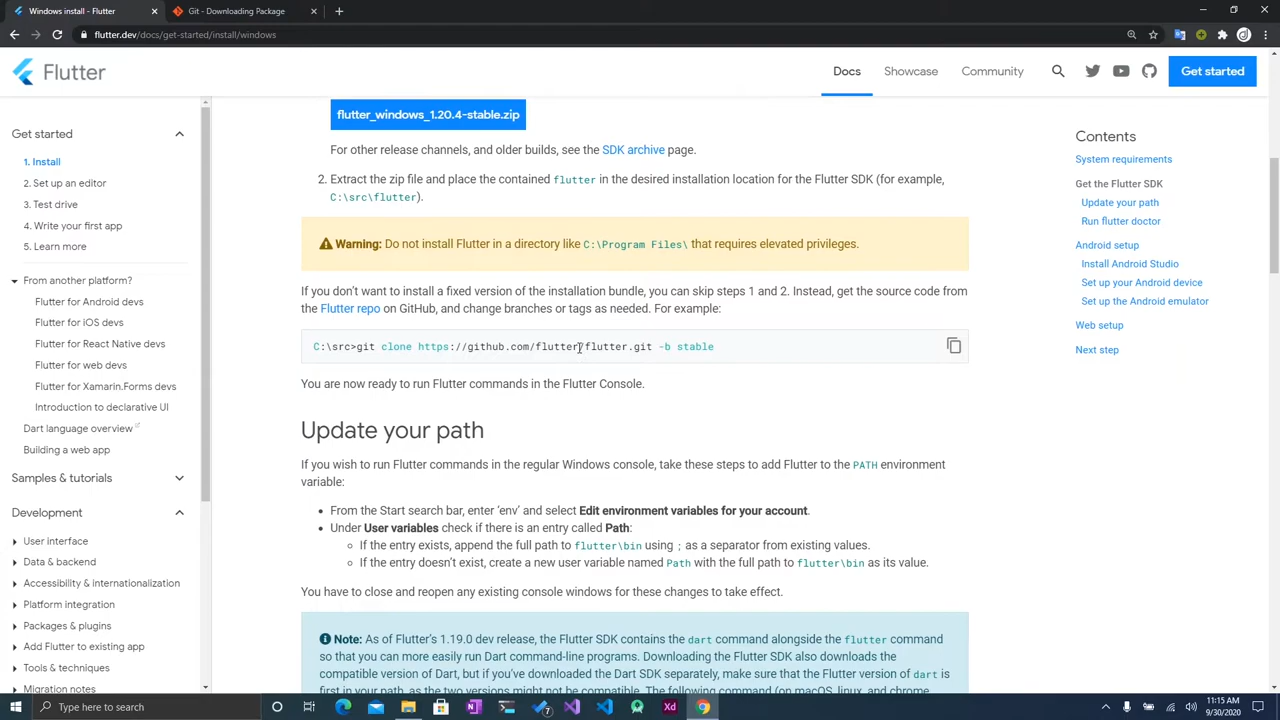 Windows install - Flutter
Git - Downloading Package
flutter.dev/docs/get-started/install/windows
Flutter
Docs
Showcase
Community
Get started
Get started
1. Install
2. Set up an editor
3. Test drive
4. Write your first app
5. Learn more
From another platform?
Flutter for Android devs
Flutter for iOS devs
Flutter for React Native devs
Flutter for web devs
Flutter for Xamarin.Forms devs
Introduction to declarative UI
Dart language overview
Building a web app
Samples & tutorials
Development
User interface
Data & backend
Accessibility & internationalization
Platform integration
Packages & plugins
Add Flutter to existing app
Tools & techniques
Migration notes
flutter_windows_1.20.4-stable.zip
For other release channels, and older builds, see the SDK archive page.
2. Extract the zip file and place the contained flutter in the desired installation location for the Flutter SDK (for example,
C:\src\flutter).
Warning: Do not install Flutter in a directory like C:\Program Files\ that requires elevated privileges.
If you don't want to install a fixed version of the installation bundle, you can skip steps 1 and 2. Instead, get the source code from
the Flutter repo on GitHub, and change branches or tags as needed. For example:
C:\src>git clone https://github.com/flutter/flutter.git -b stable
You are now ready to run Flutter commands in the Flutter Console.
Update your path
If you wish to run Flutter commands in the regular Windows console, take these steps to add Flutter to the PATH environment
variable:
• From the Start search bar, enter 'env' and select Edit environment variables for your account.
• Under User variables check if there is an entry called Path:
If the entry exists, append the full path to flutter\bin using ; as a separator from existing values.
If the entry doesn't exist, create a new user variable named Path with the full path to flutter\bin as its value.
You have to close and reopen any existing console windows for these changes to take effect.
Note: As of Flutter's 1.19.0 dev release, the Flutter SDK contains the dart command alongside the flutter command
so that you can more easily run Dart command-line programs. Downloading the Flutter SDK also downloads the
compatible version of Dart, but if you've downloaded the Dart SDK separately, make sure that the Flutter version of dart is
first in your path, as the two versions might not be compatible. The following command (on macOS, linux, and chrome
Contents
System requirements
Get the Flutter SDK
Update your path
Run flutter doctor
Android setup
Install Android Studio
Set up your Android device
Set up the Android emulator
Web setup
Next step
Type here to search
Xd
11:15 AM
9/30/2020